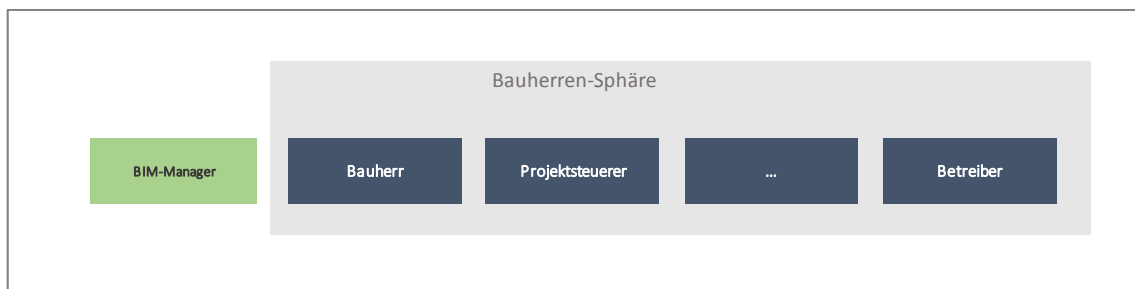 Bauherren-Sphäre
BIM-Manager
Bauherr
Projektsteuerer
...
Betreiber